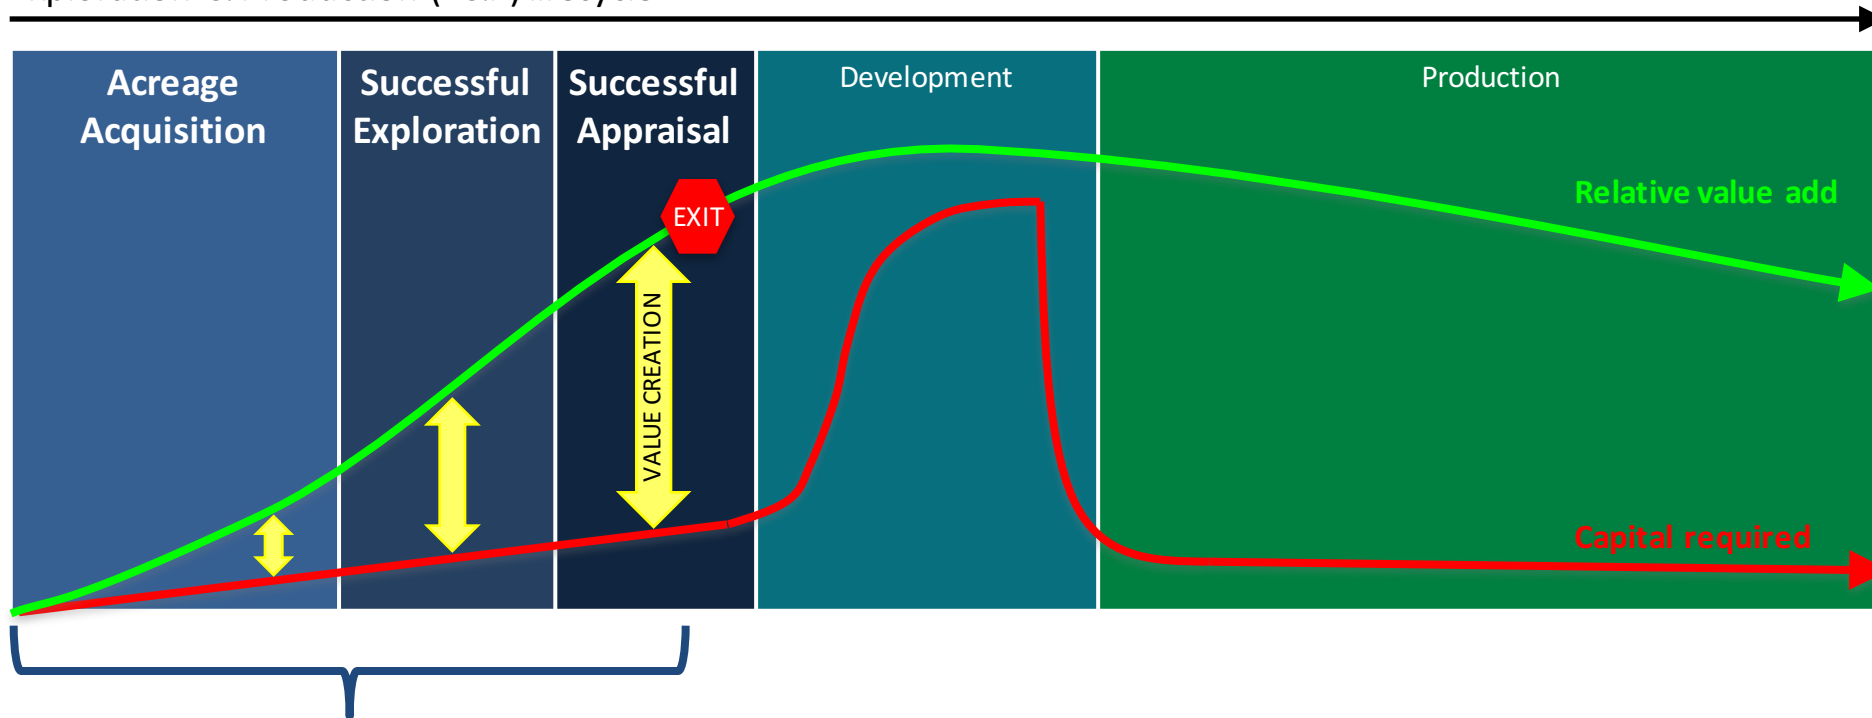 Acreage
Acquisition
Successful
Exploration
Successful
Appraisal
Development
Production
Relative value add
EXIT
VALUE CREATION
Capital required